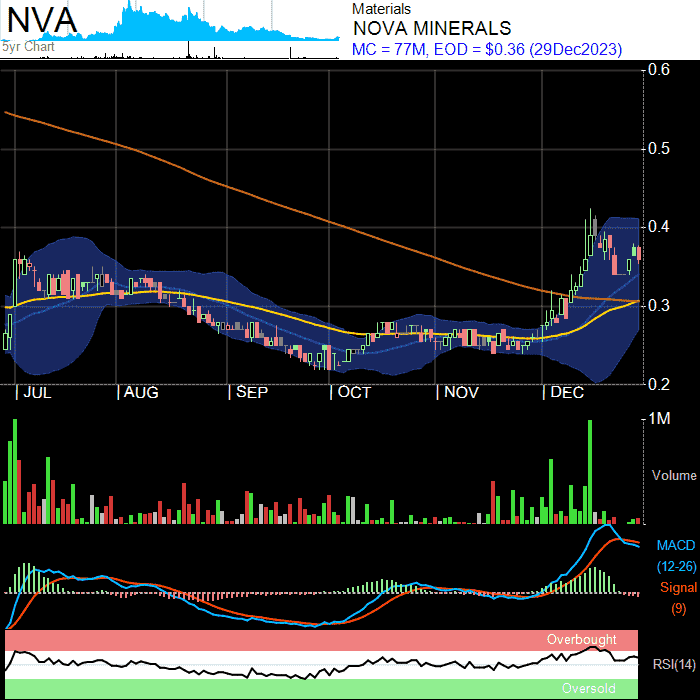 NVA
5yr Chart
Materials
NOVA MINERALS
MC = 77M, EOD = $0.36 (29Dec2023)
0.6
0.5
0.4
0.3
0.2
JUL AUG SEP OCT NOV DEC
1M
Volume
MACD
(12-26)
Signal
(9)
Overbought
RSI(14)
Oversold